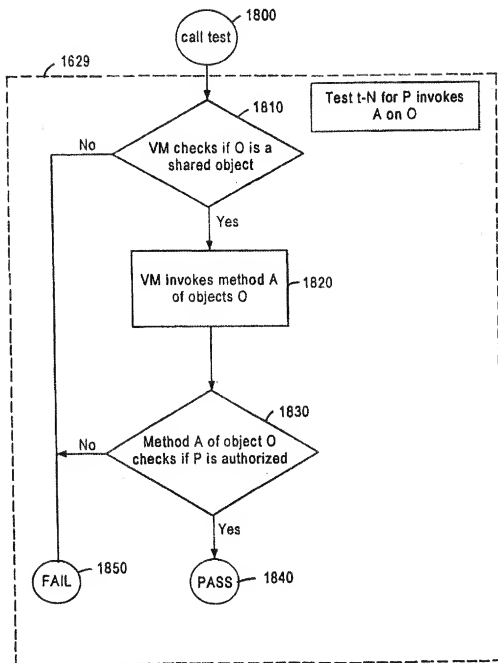 1800
call test
1629
1810
Test t-N for P invokes
A on O
VM checks if O is a
shared object
No
Yes
VM invokes method A
of objects O
1820
1830
Method A of object O
checks if P is authorized
No
Yes
FAIL
1850
PASS
1840